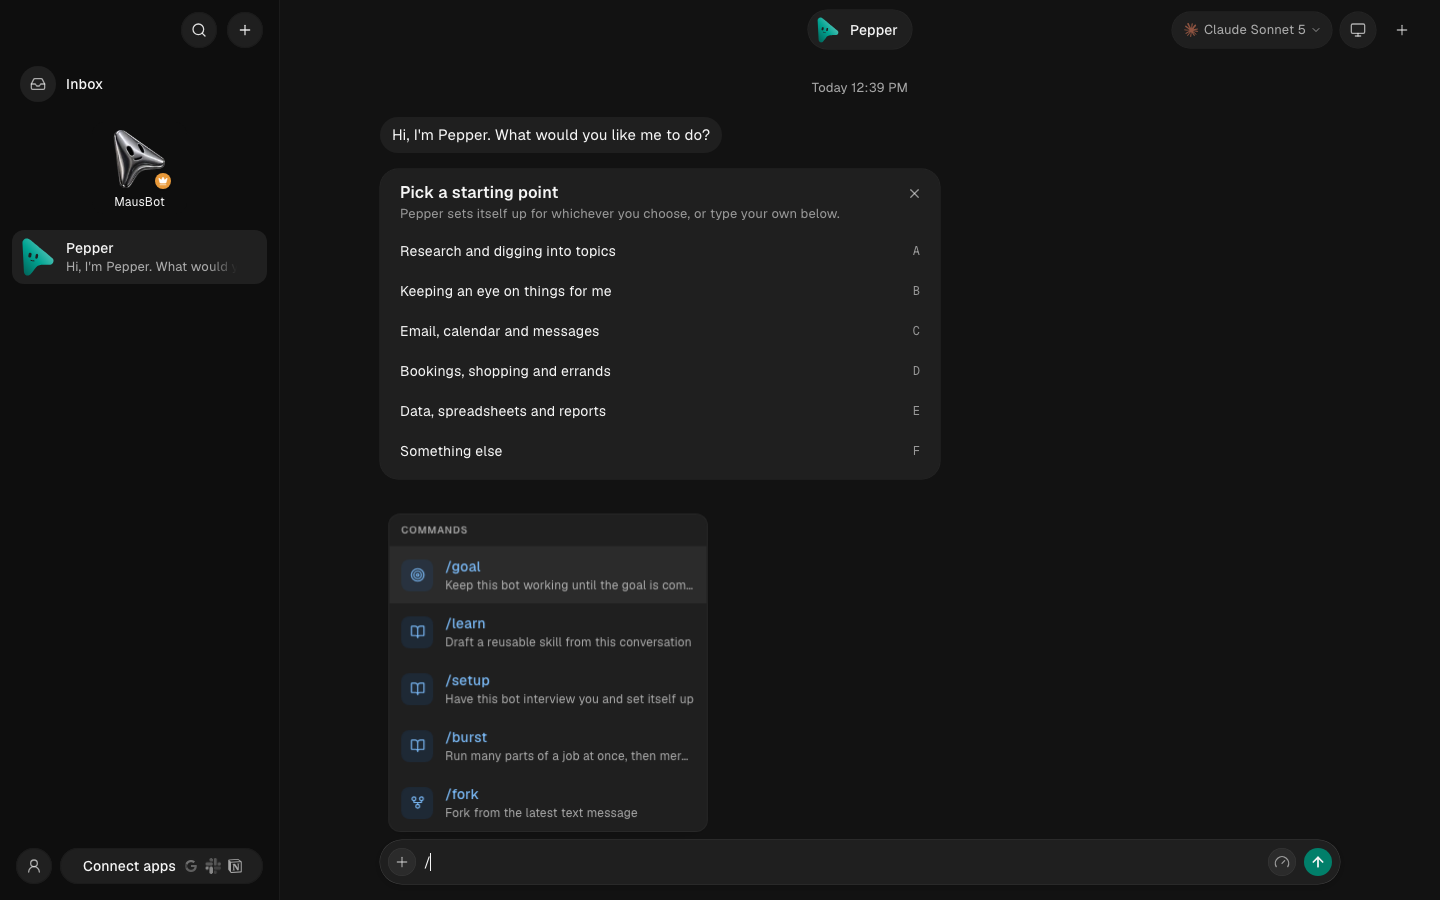 Pepper
Claude Sonnet 5
Inbox
MausBot
Pepper
Hi, I'm Pepper. What would
Connect apps
Today 12:39 PM
Hi, I'm Pepper. What would you like me to do?
Pick a starting point
Pepper sets itself up for whichever you choose, or type your own below.
Research and digging into topics A
Keeping an eye on things for me B
Email, calendar and messages C
Bookings, shopping and errands D
Data, spreadsheets and reports E
Something else F
COMMANDS
/goal
Keep this bot working until the goal is com...
/learn
Draft a reusable skill from this conversation
/setup
Have this bot interview you and set itself up
/burst
Run many parts of a job at once, then mer...
/fork
Fork from the latest text message
/